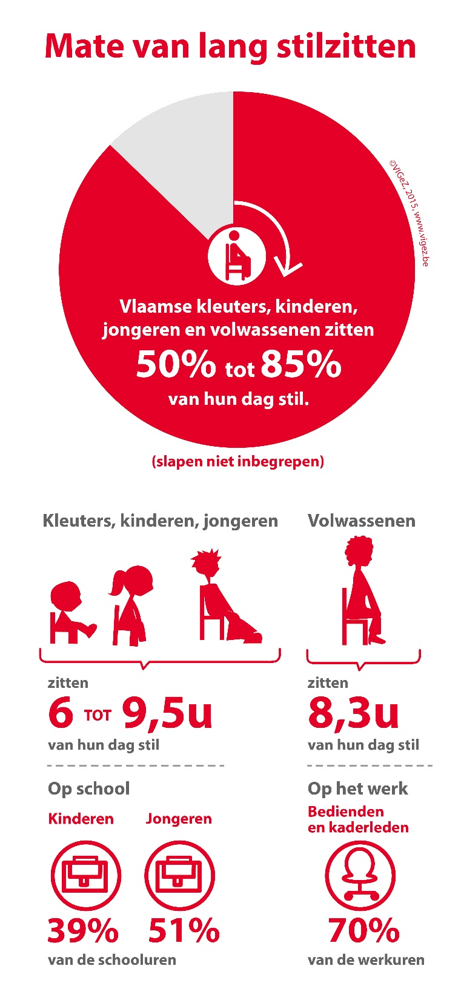 Mate van lang stilzitten
©VIGeZ, 2015, www.vigez.be
Vlaamse kleuters, kinderen,
jongeren en volwassenen zitten
50% tot 85%
van hun dag stil.
(slapen niet inbegrepen)
Kleuters, kinderen, jongeren
zitten
6 TOT 9,5u
van hun dag stil
Op school
Kinderen Jongeren
39% 51%
van de schooluren
Volwassenen
zitten
8,3u
van hun dag stil
Op het werk
Bedienden
en kaderleden
70%
van de werkuren